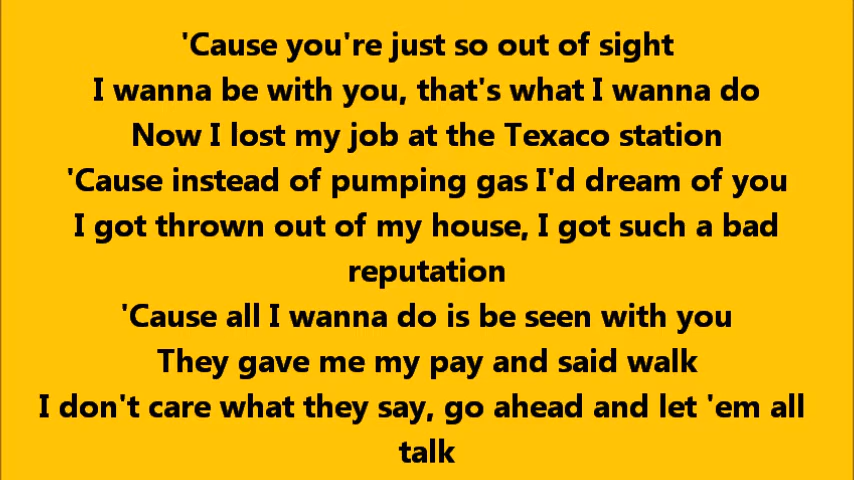 'Cause you're just so out of sight
I wanna be with you, that's what I wanna do
Now I lost my job at the Texaco station
'Cause instead of pumping gas I'd dream of you
I got thrown out of my house, I got such a bad
reputation
'Cause all I wanna do is be seen with you
They gave me my pay and said walk
I don't care what they say, go ahead and let 'em all
talk